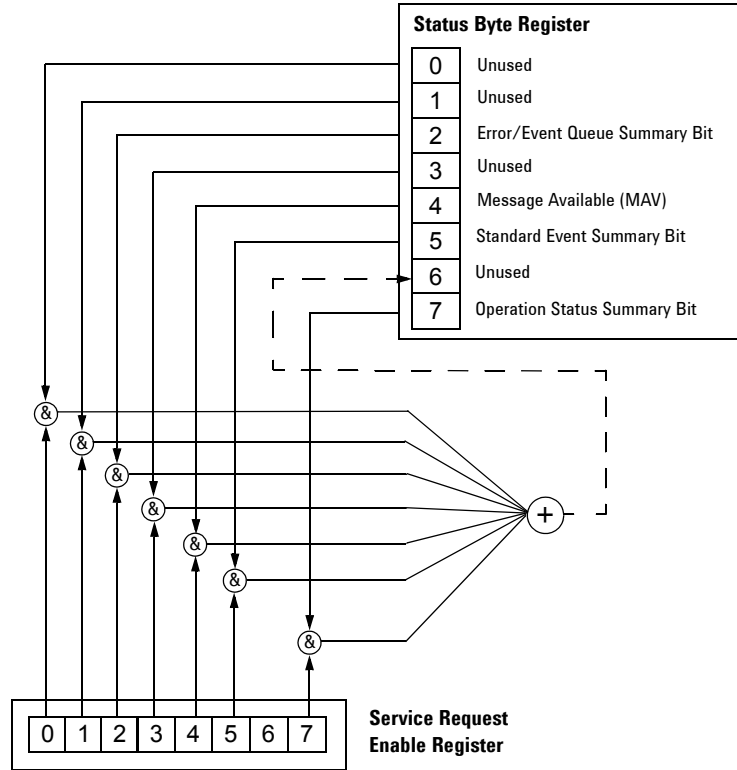 Status Byte Register
0 Unused
1 Unused
2 Error/Event Queue Summary Bit
3 Unused
4 Message Available (MAV)
5 Standard Event Summary Bit
6 Unused
7 Operation Status Summary Bit
&
&
&
&
&
+
&
&
0 1 2 3 4 5 6 7
Service Request
Enable Register